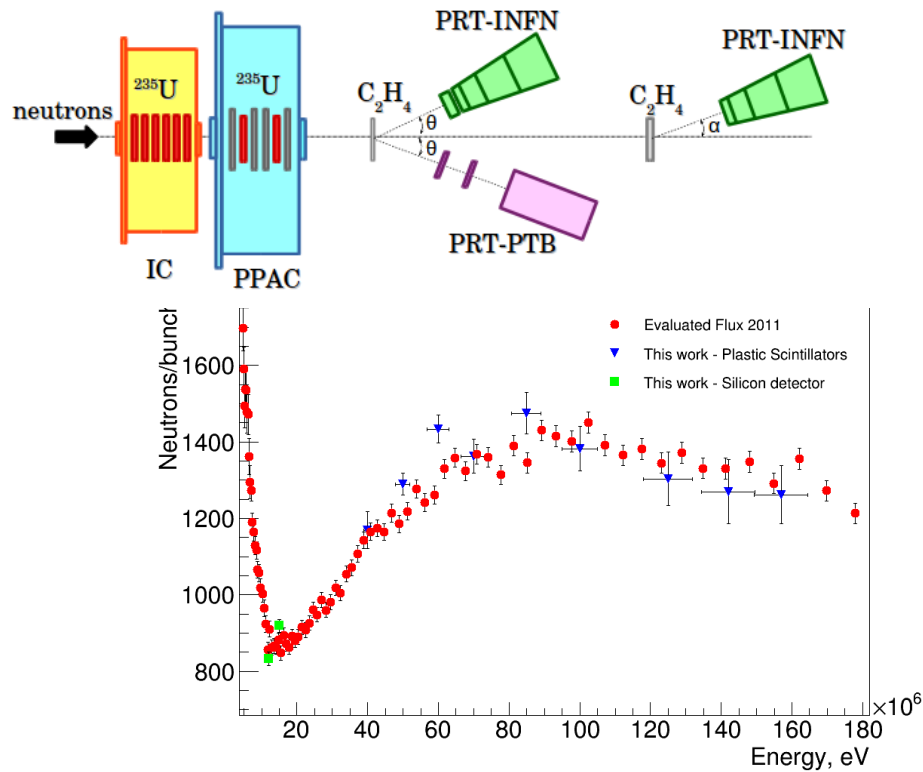 PRT-INFN
PRT-INFN
²³⁵U
²³⁵U
C₂H₄
C₂H₄
neutrons
θ
θ
α
PRT-PTB
IC
PPAC
Neutrons/bunch
1600
1400
1200
1000
800
Evaluated Flux 2011
This work - Plastic Scintillators
This work - Silicon detector
20 40 60 80 100 120 140 160 180
×10⁶
Energy, eV